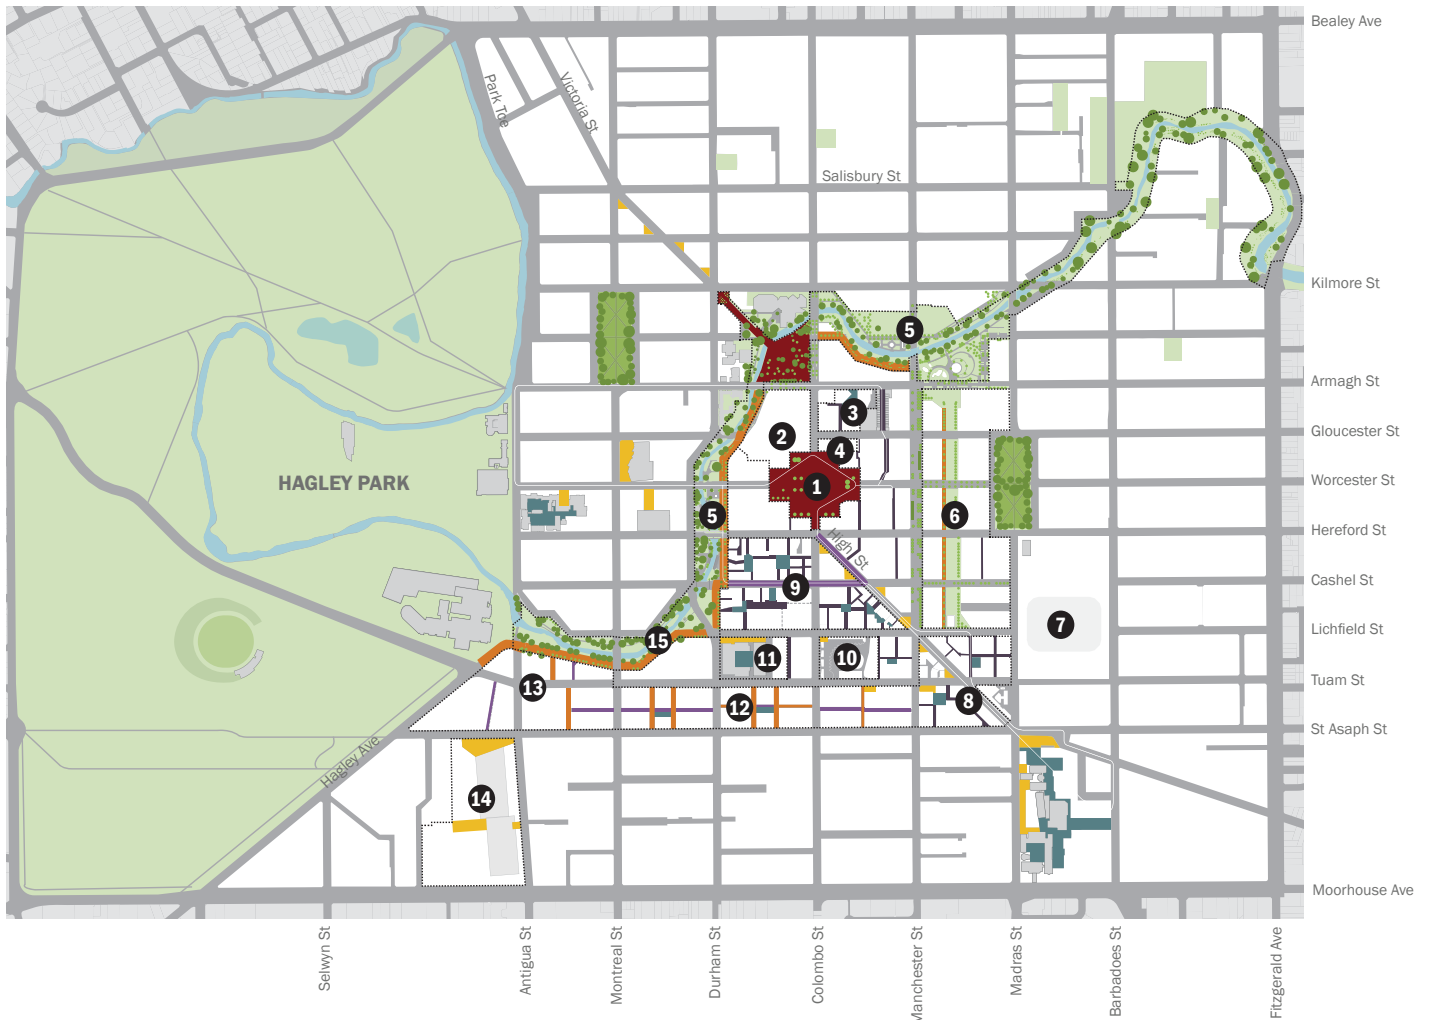 Bealey Ave
Park Tce
Victoria St
Salisbury St
Kilmore St
5
Armagh St
3
Gloucester St
2
4
HAGLEY PARK
Worcester St
1
5
6
Hereford St
High St
Cashel St
9
7
Lichfield St
15
11
10
Tuam St
13
12
8
St Asaph St
Hagley Ave
14
Moorhouse Ave
Selwyn St
Antigua St
Montreal St
Durham St
Colombo St
Manchester St
Madras St
Barbadoes St
Fitzgerald Ave